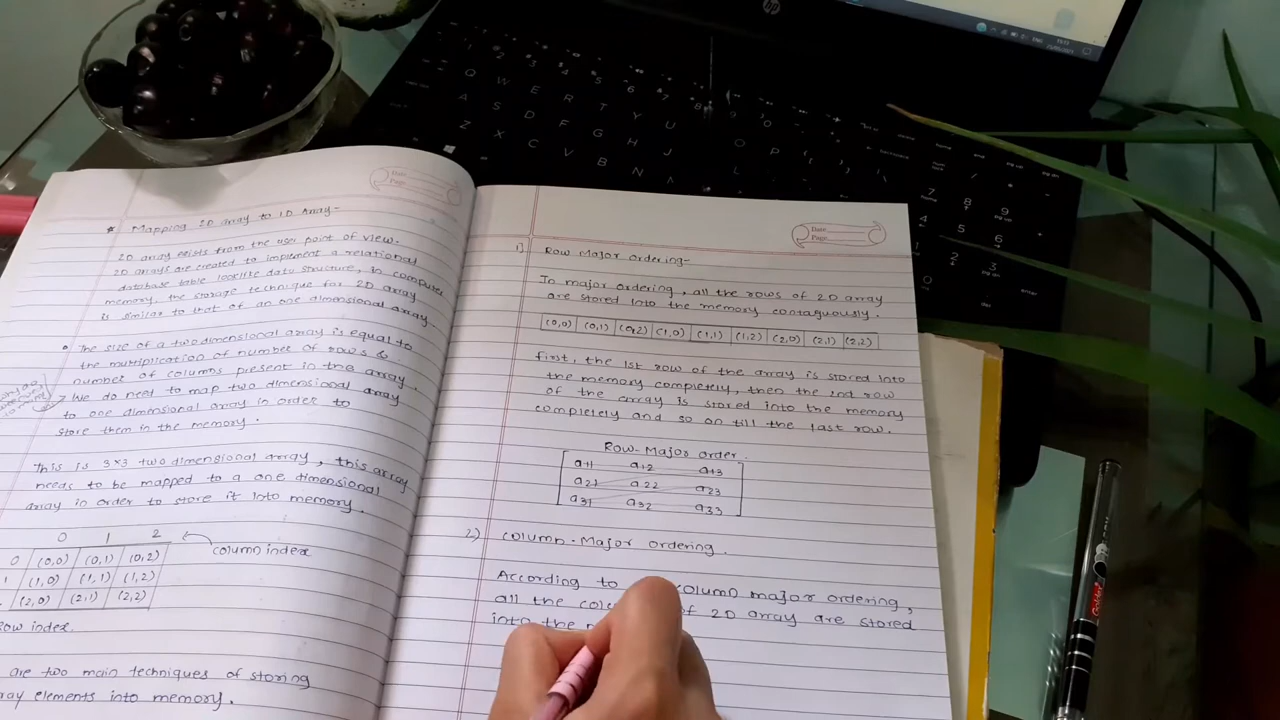 * Mapping 2D array to 1D Array-
2D array exists from the user point of view.
2D arrays are created to implement a relational
database table lookalike data structure, in computer
memory, the storage technique for 2D array
is similar to that of an one dimensional array.
The size of a two dimensional array is equal to
the multiplication of number of rows &
number of columns present in the array.
We do need to map two dimensional array
to one dimensional array in order to
store them in the memory.
This is 3×3 two dimensional array, this array
needs to be mapped to a one dimensional
array in order to store it into memory.
0 1 2
column index
0 (0,0) (0,1) (0,2)
1 (1,0) (1,1) (1,2)
(2,0) (2,1) (2,2)
Row index.
are two main techniques of storing
elements into memory.
Date
Page
Date
Page
1] Row Major Ordering-
In major ordering, all the rows of 2D array
are stored into the memory contaguously.
(0,0) (0,1) (0,2) (1,0) (1,1) (1,2) (2,0) (2,1) (2,2)
first, the 1st row of the array is stored into
the memory completely, then the 2nd row
of the array is stored into the memory
completely and so on till the last row.
Row-Major order.
a11 a12 a13
a21 a22 a23
a31 a32 a33
2) Column-Major ordering.
According to column major ordering,
all the of 2D array are stored
into the
hp
Q W E R T Y U
A S D F G H J
Z X C V B N